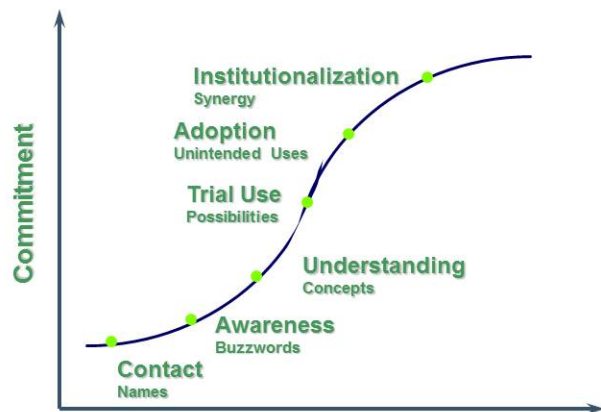 Institutionalization
Synergy
Adoption
Unintended Uses
Trial Use
Possibilities
Commitment
Understanding
Concepts
Awareness
Buzzwords
Contact
Names